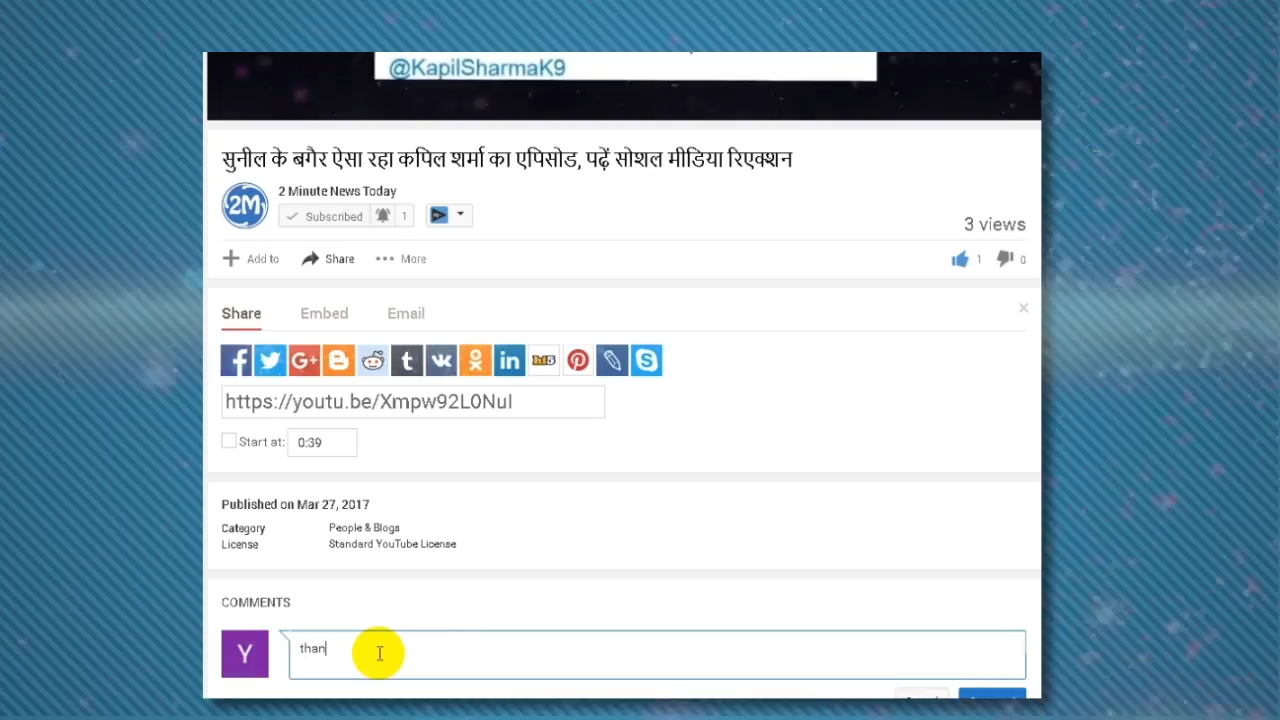 @KapilSharmaK9
सुनील के बगैर ऐसा रहा कपिल शर्मा का एपिसोड, पढ़ें सोशल मीडिया रिएक्शन
2M
2 Minute News Today
Subscribed 1
3 views
Add to Share More
1 0
Share Embed Email
f G+ t in hi5
https://youtu.be/Xmpw92L0NuI
Start at: 0:39
Published on Mar 27, 2017
Category People & Blogs
License Standard YouTube License
COMMENTS
Y
than